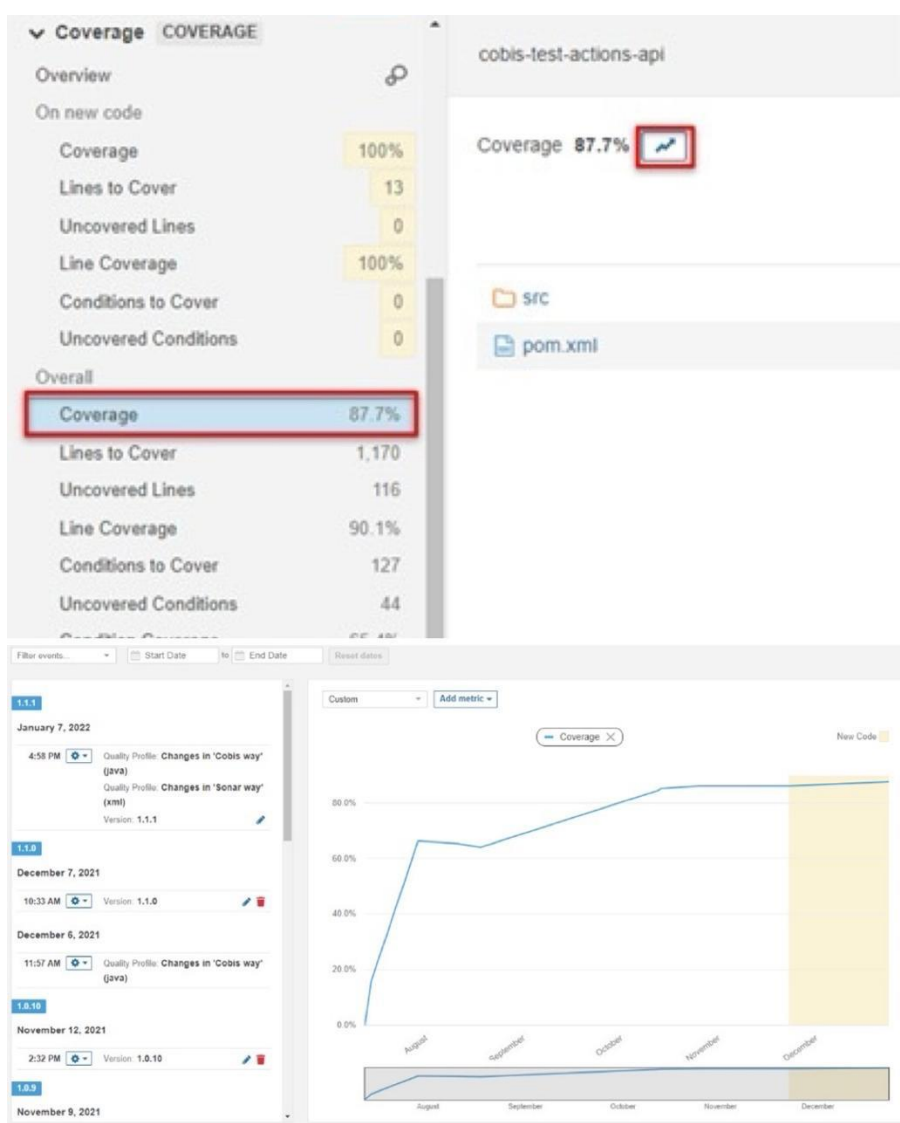 Coverage COVERAGE
Overview
On new code
Coverage 100%
Lines to Cover 13
Uncovered Lines 0
Line Coverage 100%
Conditions to Cover 0
Uncovered Conditions 0
Overall
Coverage 87.7%
Lines to Cover 1,170
Uncovered Lines 116
Line Coverage 90.1%
Conditions to Cover 127
Uncovered Conditions 44
cobis-test-actions-api
Coverage 87.7%
src
pom.xml
Filter events... Start Date to End Date Reset dates
1.1.1
January 7, 2022
4:58 PM Quality Profile: Changes in 'Cobis way'
(java)
Quality Profile: Changes in 'Sonar way'
(xml)
Version: 1.1.1
1.1.0
December 7, 2021
10:33 AM Version: 1.1.0
December 6, 2021
11:57 AM Quality Profile: Changes in 'Cobis way'
(java)
1.0.10
November 12, 2021
2:32 PM Version: 1.0.10
1.0.9
November 9, 2021
Custom Add metric
Coverage
New Code
80.0%
60.0%
40.0%
20.0%
0.0%
August September October November December
August September October November December